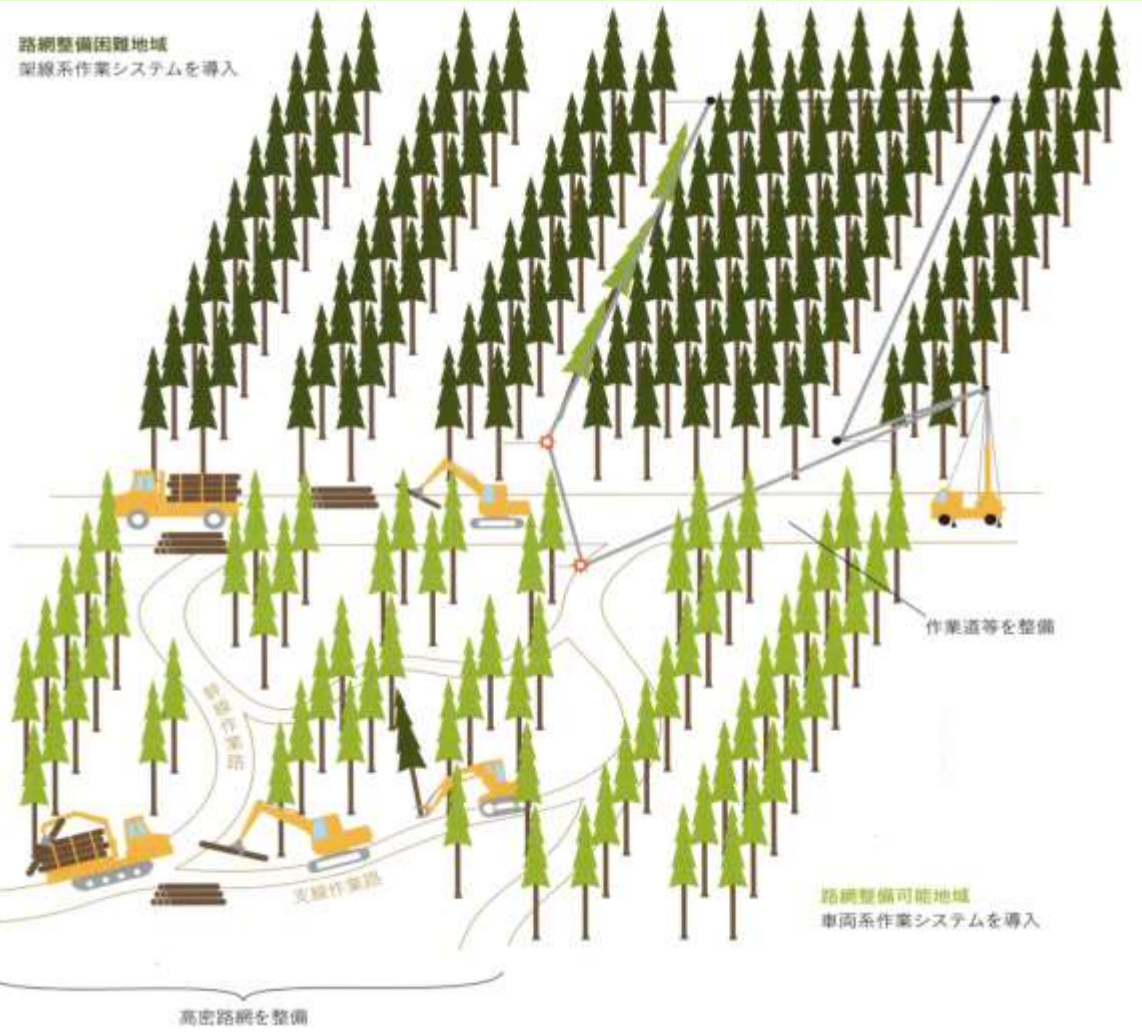 路網整備困難地域
架線系作業システムを導入
作業道等を整備
幹線作業路
支線作業路
路網整備可能地域
車両系作業システムを導入
高密路網を整備